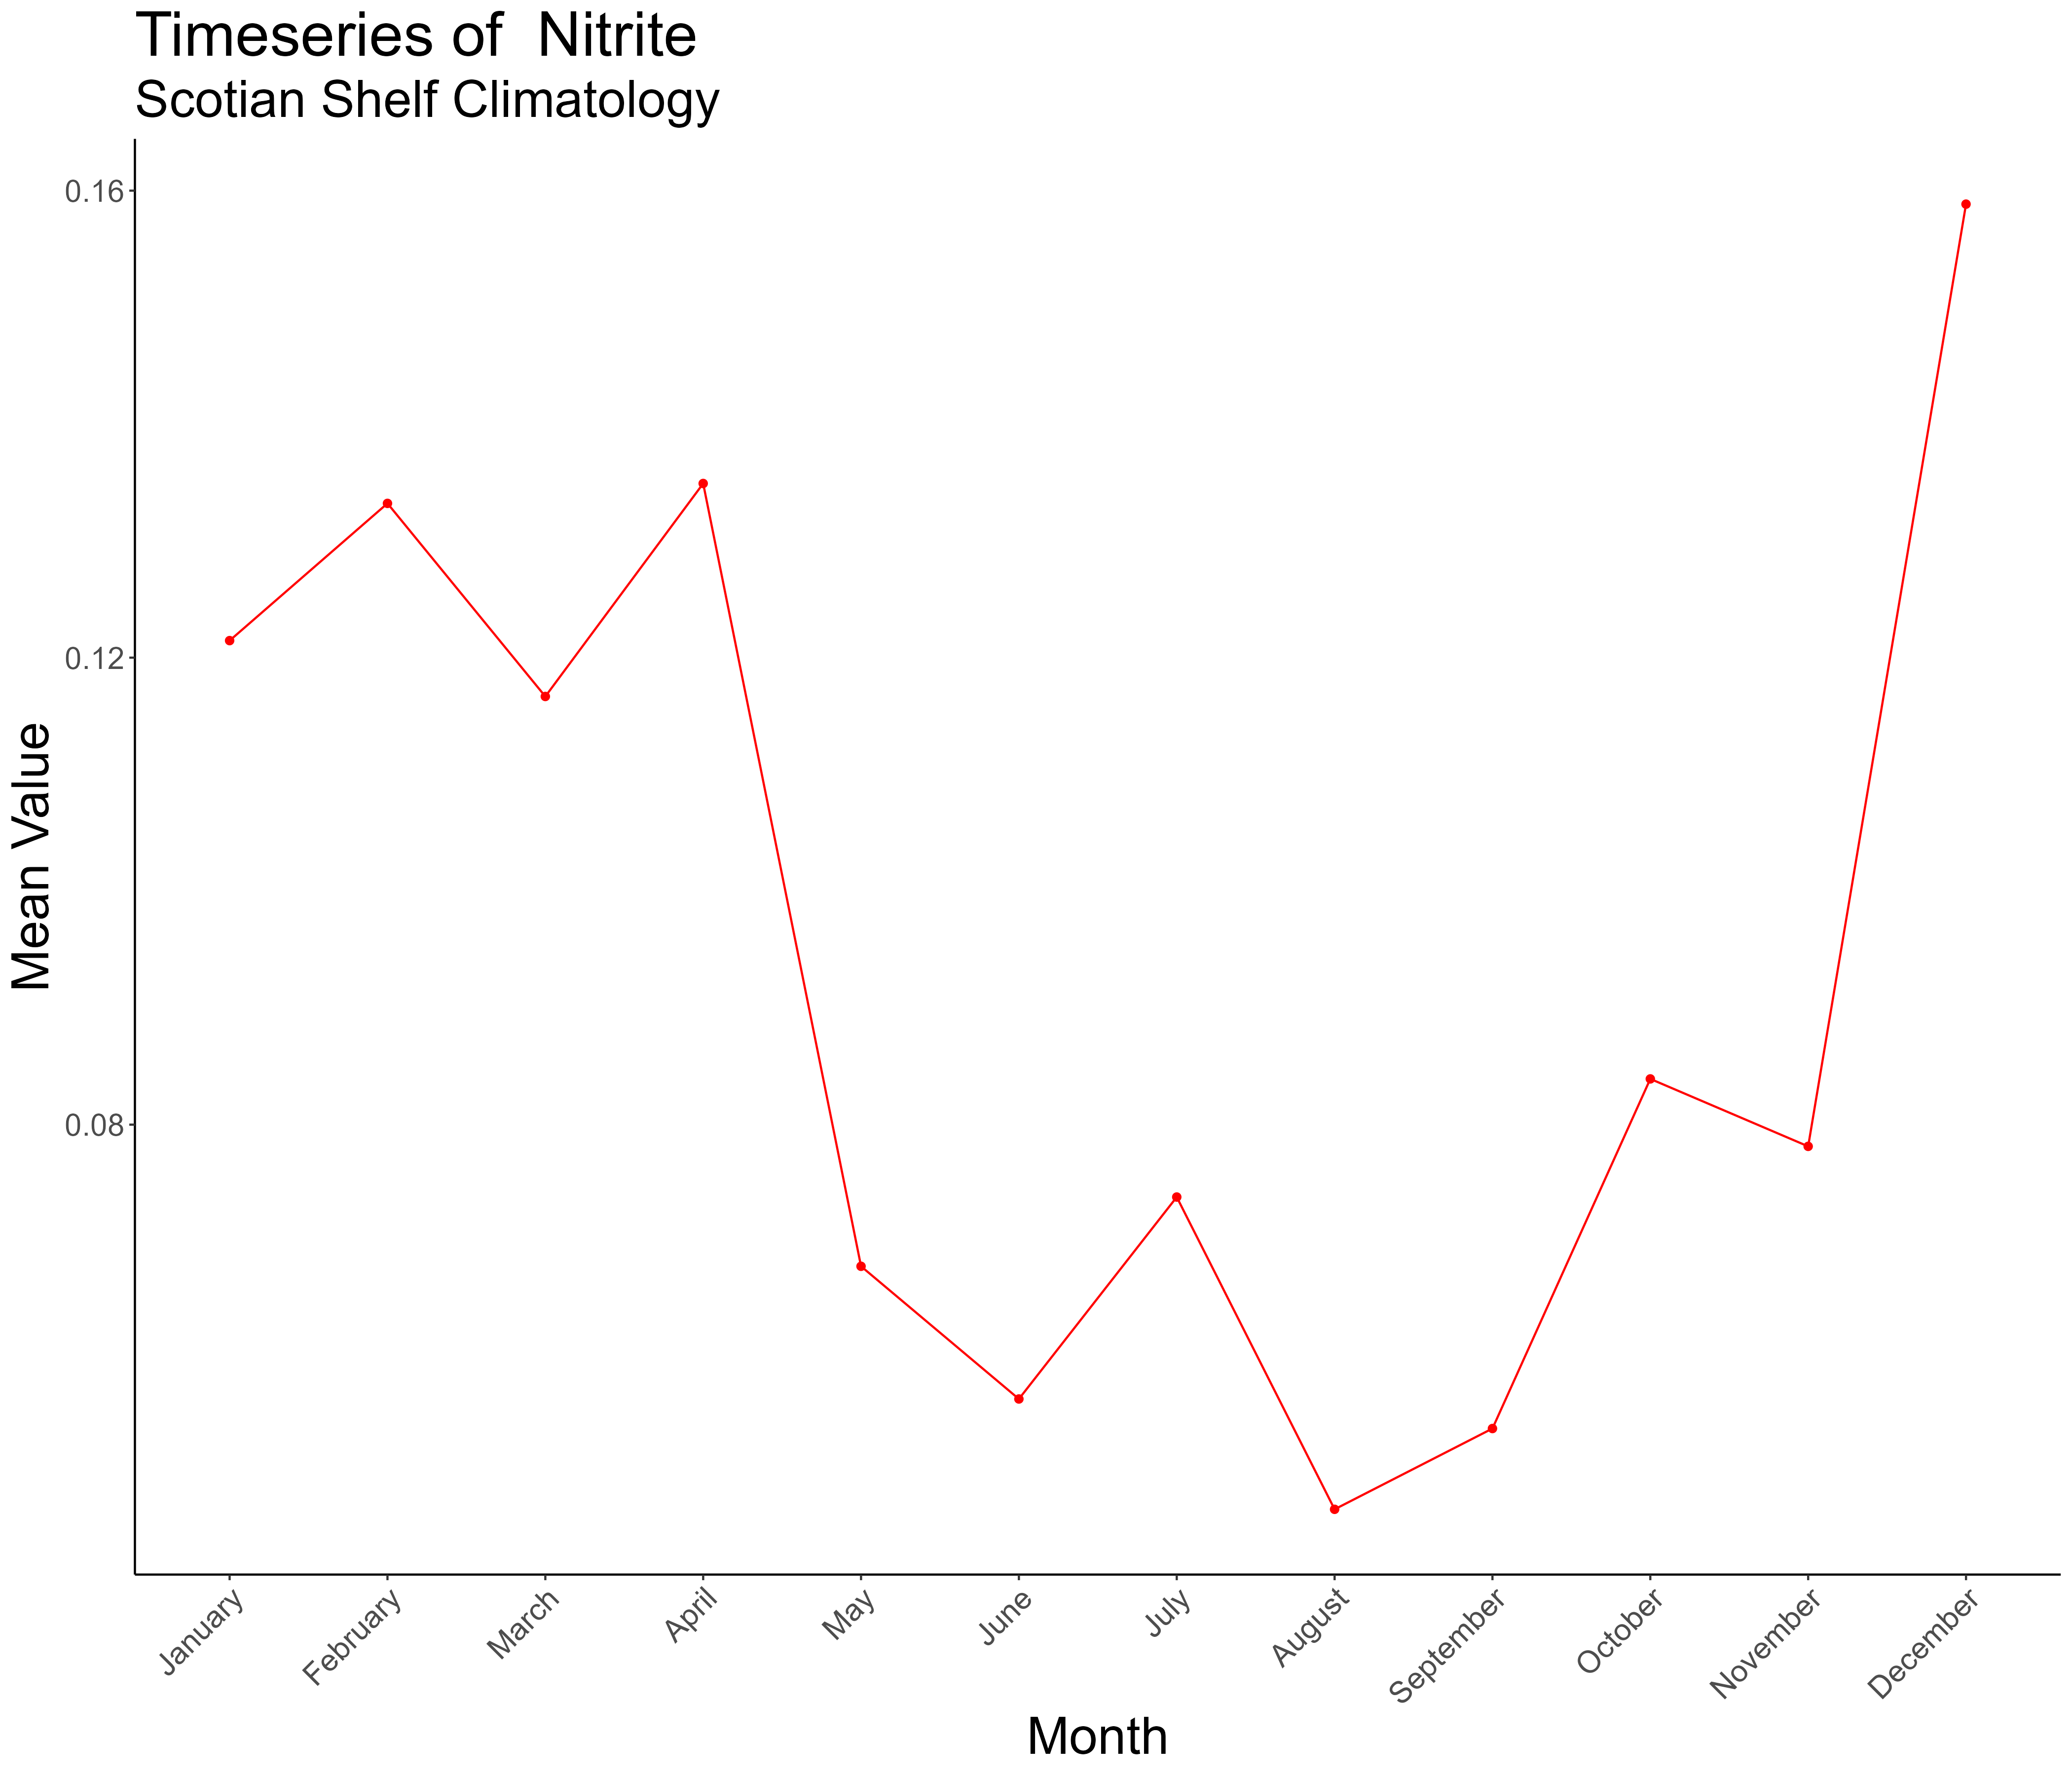 Timeseries of  Nitrite
Scotian Shelf Climatology
0.16
0.12
0.08
Mean Value
January
February
March
April
May
June
July
August
September
October
November
December
Month